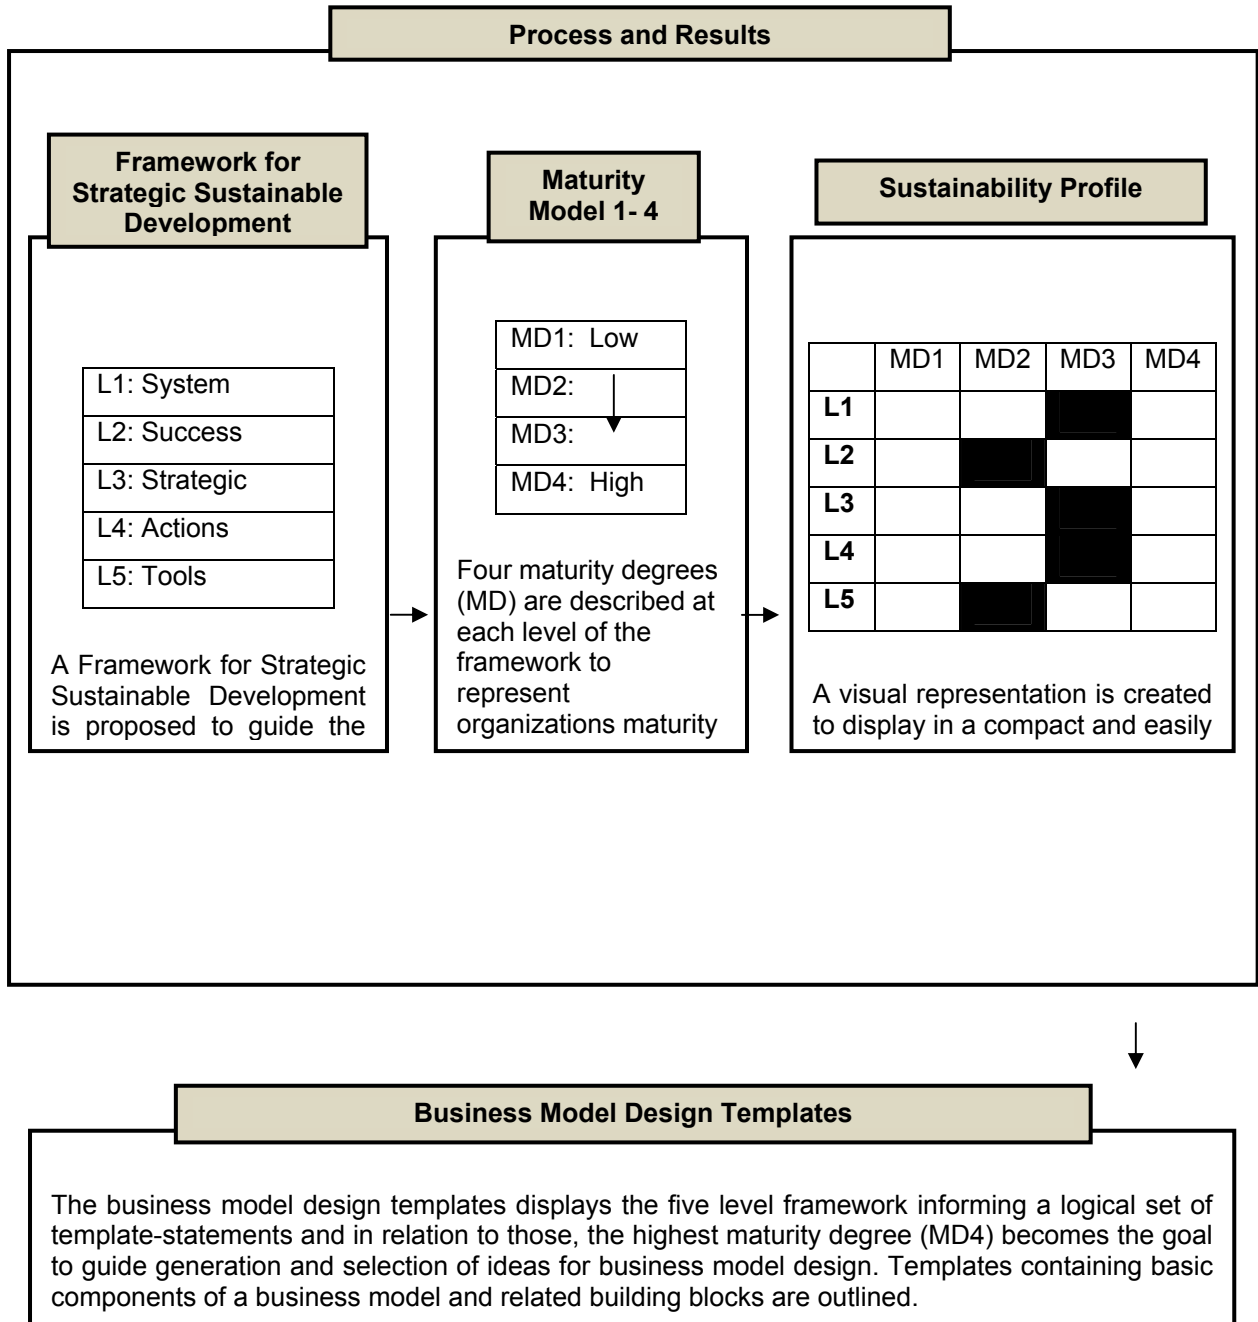 Process and Results
Framework for
Strategic Sustainable
Development
L1: System
L2: Success
L3: Strategic
L4: Actions
L5: Tools
A Framework for Strategic
Sustainable Development
is proposed to guide the
Maturity
Model 1- 4
MD1: Low
MD2:
MD3:
MD4: High
Four maturity degrees
(MD) are described at
each level of the
framework to
represent
organizations maturity
Sustainability Profile
MD1 MD2 MD3 MD4
L1
L2
L3
L4
L5
A visual representation is created
to display in a compact and easily
Business Model Design Templates
The business model design templates displays the five level framework informing a logical set of
template-statements and in relation to those, the highest maturity degree (MD4) becomes the goal
to guide generation and selection of ideas for business model design. Templates containing basic
components of a business model and related building blocks are outlined.